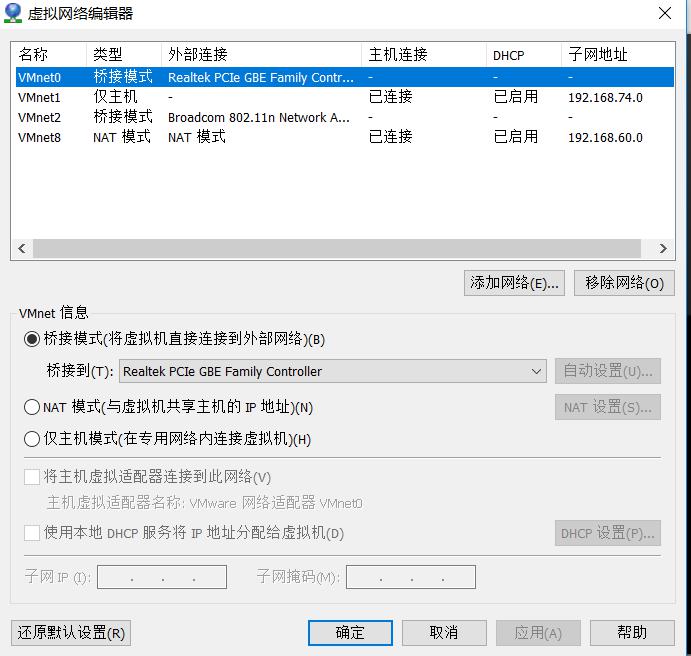 虚拟网络编辑器
名称 类型 外部连接 主机连接 DHCP 子网地址
VMnet0 桥接模式 Realtek PCIe GBE Family Contr... - - -
VMnet1 仅主机 - 已连接 已启用 192.168.74.0
VMnet2 桥接模式 Broadcom 802.11n Network A... - - -
VMnet8 NAT 模式 NAT 模式 已连接 已启用 192.168.60.0
添加网络(E)... 移除网络(O)
VMnet 信息
桥接模式(将虚拟机直接连接到外部网络)(B)
桥接到(T): Realtek PCIe GBE Family Controller 自动设置(U)...
NAT 模式(与虚拟机共享主机的 IP 地址)(N) NAT 设置(S)...
仅主机模式(在专用网络内连接虚拟机)(H)
将主机虚拟适配器连接到此网络(V)
主机虚拟适配器名称: VMware 网络适配器 VMnet0
使用本地 DHCP 服务将 IP 地址分配给虚拟机(D) DHCP 设置(P)...
子网 IP (I): . . . 子网掩码(M): . . .
还原默认设置(R) 确定 取消 应用(A) 帮助